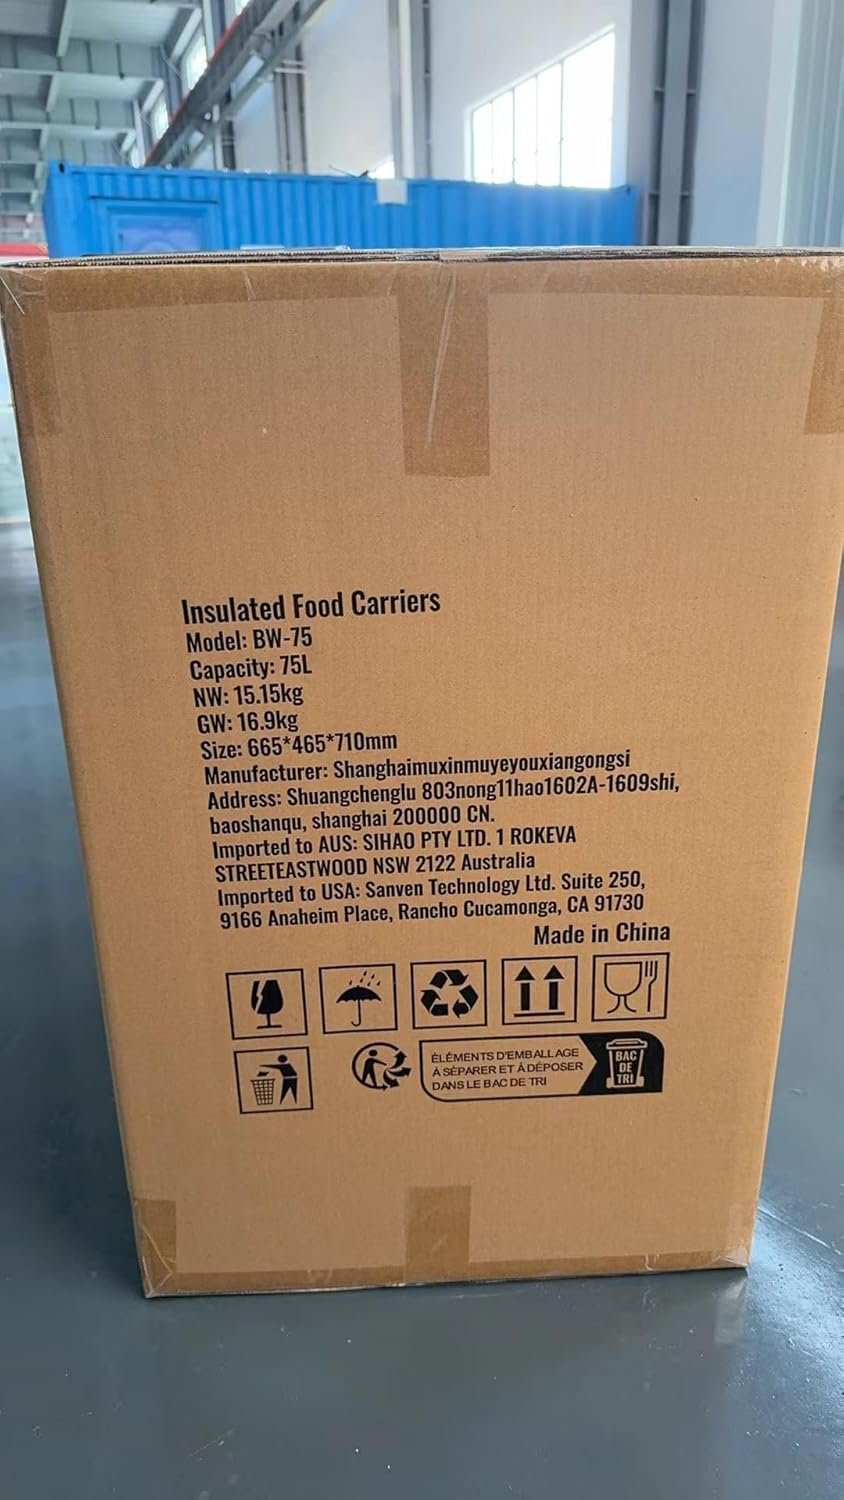 Insulated Food Carriers
Model: BW-75
Capacity: 75L
NW: 15.15kg
GW: 16.9kg
Size: 665*465*710mm
Manufacturer: Shanghaimuxinmuyeyouxiangongsi
Address: Shuangchenglu 803nong11hao1602A-1609shi,
baoshanqu, shanghai 200000 CN.
Imported to AUS: SIHAO PTY LTD. 1 ROKEVA
STREETEASTWOOD NSW 2122 Australia
Imported to USA: Sanven Technology Ltd. Suite 250,
9166 Anaheim Place, Rancho Cucamonga, CA 91730
Made in China
ÉLÉMENTS D'EMBALLAGE
À SÉPARER ET À DÉPOSER
DANS LE BAC DE TRI
BAC
DE
TRI